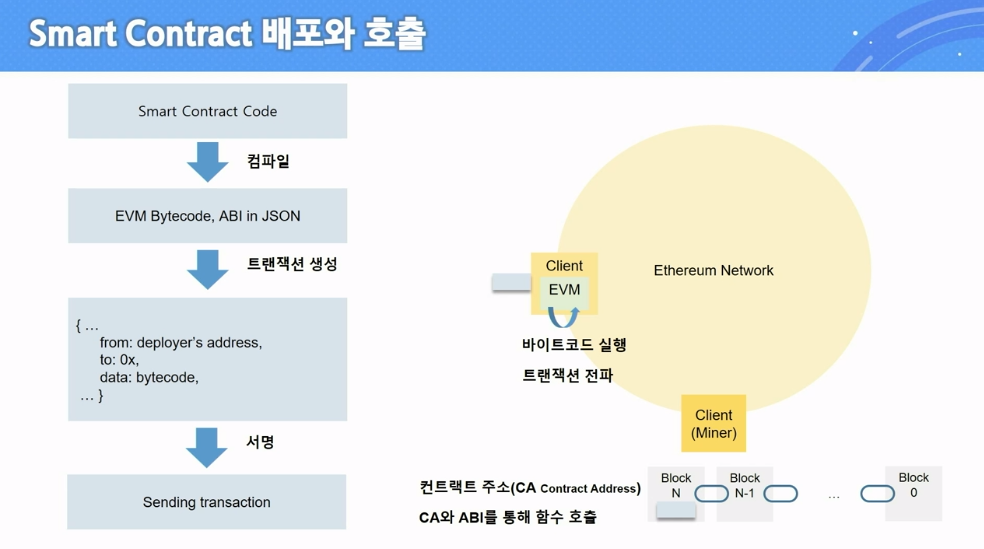 Smart Contract 배포와 호출
Smart Contract Code
컴파일
EVM Bytecode, ABI in JSON
트랜잭션 생성
{ …
from: deployer’s address,
to: 0x,
data: bytecode,
… }
서명
Sending transaction
Client
EVM
Ethereum Network
바이트코드 실행
트랜잭션 전파
Client
(Miner)
컨트랙트 주소(CA Contract Address)
CA와 ABI를 통해 함수 호출
Block
N
Block
N-1
…
Block
0